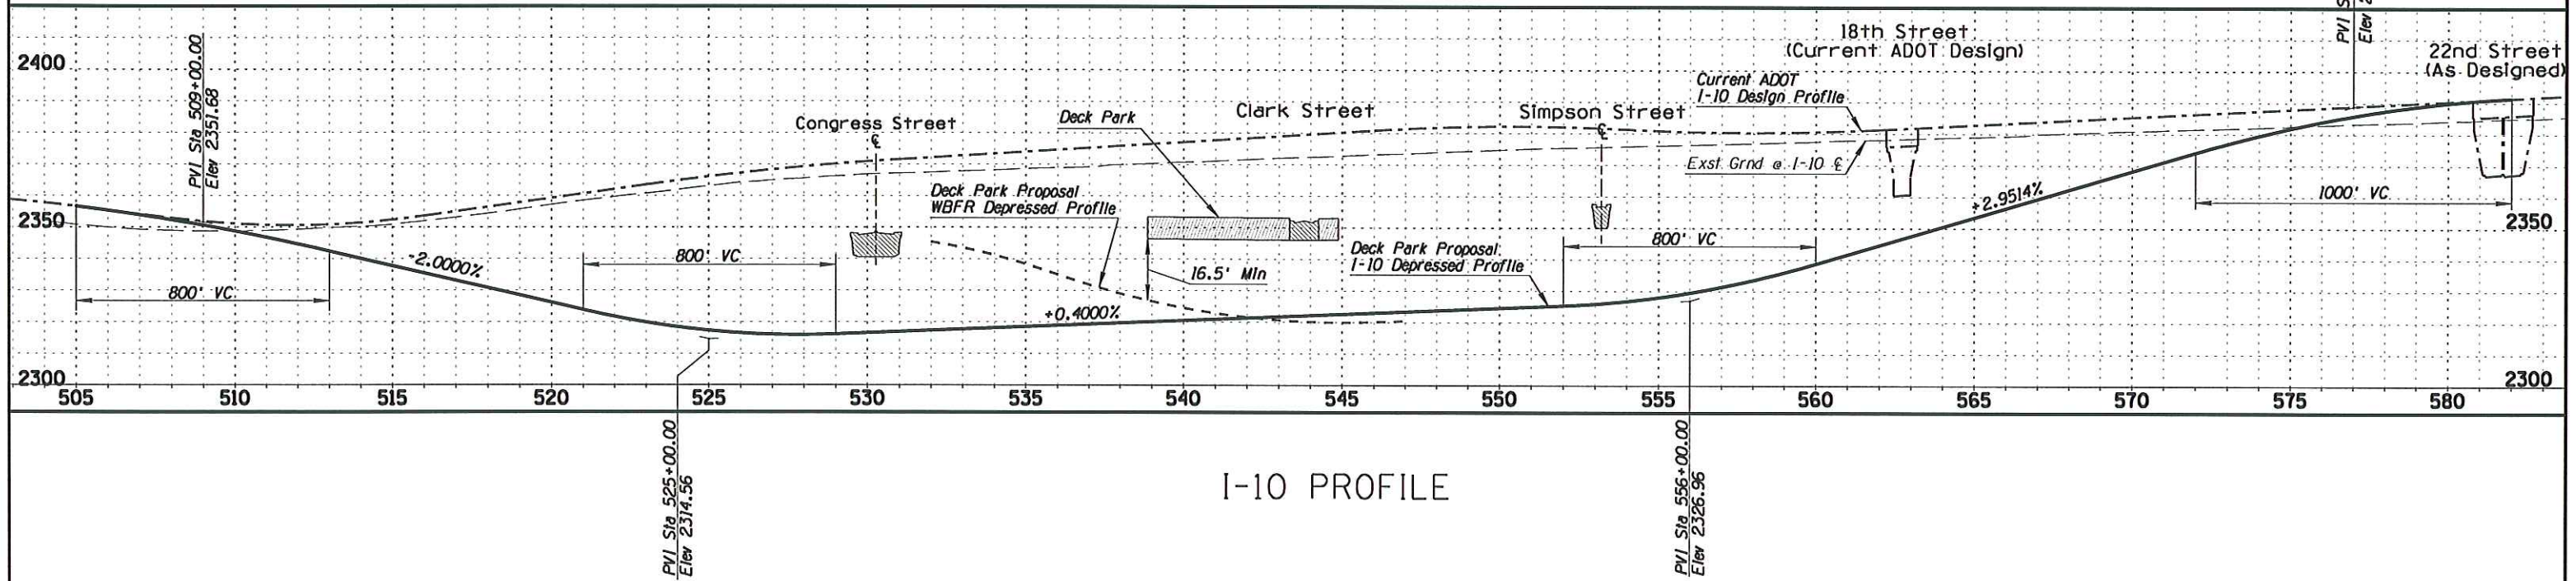 PVI S
Elev 2
18th Street
(Current ADOT Design)
22nd Street
(As Designed)
2400
PVI Sta 509+00.00
Elev 2351.68
Current ADOT
I-10 Design Profile
Deck Park
Clark Street
Simpson Street
℄
Congress Street
℄
Exst Grnd @ I-10 ℄
Deck Park Proposal
WBFR Depressed Profile
+2.9514%
1000' VC
2350
2350
800' VC
Deck Park Proposal
I-10 Depressed Profile
-2.0000%
800' VC
16.5' Min
800' VC
+0.4000%
2300
2300
505 510 515 520 525 530 535 540 545 550 555 560 565 570 575 580
PVI Sta 525+00.00
Elev 2314.56
I-10 PROFILE
PVI Sta 556+00.00
Elev 2326.96